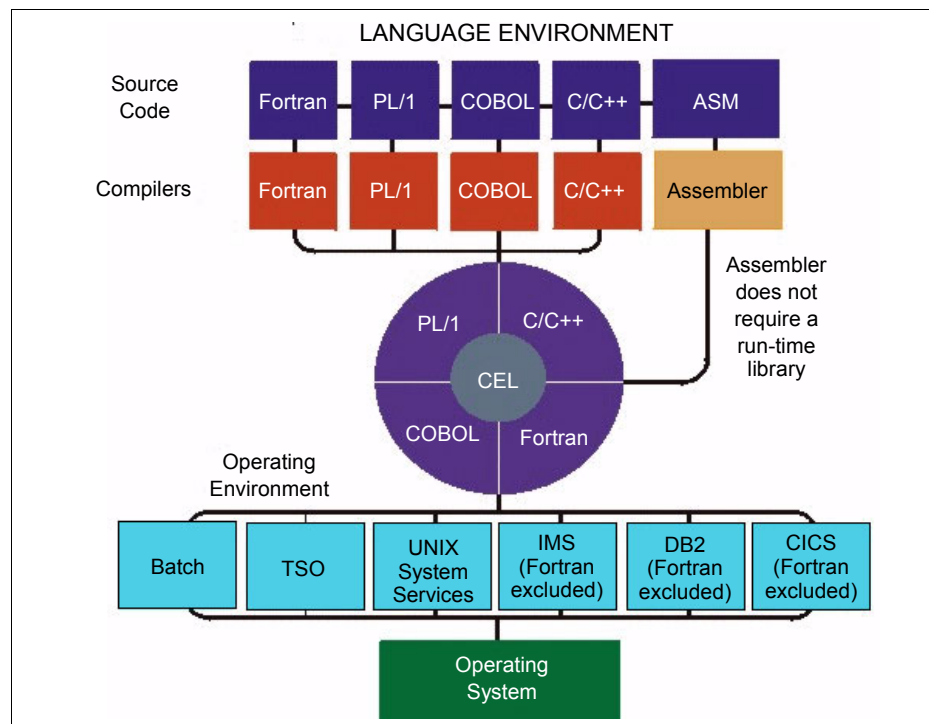 LANGUAGE ENVIRONMENT
Source
Code
Fortran
PL/1
COBOL
C/C++
ASM
Compilers
Fortran
PL/1
COBOL
C/C++
Assembler
Assembler
does not
require a
run-time
library
PL/1
C/C++
CEL
COBOL
Fortran
Operating
Environment
Batch
TSO
UNIX
System
Services
IMS
(Fortran
excluded)
DB2
(Fortran
excluded)
CICS
(Fortran
excluded)
Operating
System